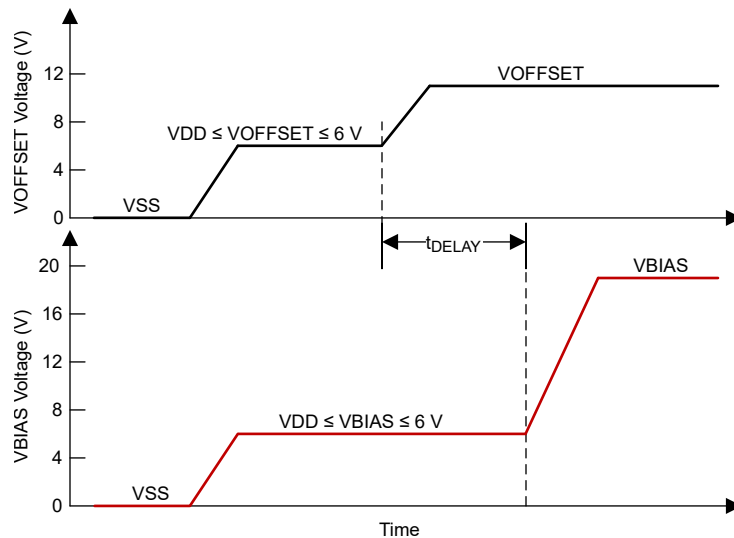 VOFFSET Voltage (V)
12
8
4
0
VSS
VDD ≤ VOFFSET ≤ 6 V
VOFFSET
tDELAY
VBIAS Voltage (V)
20
16
12
8
4
0
VSS
VDD ≤ VBIAS ≤ 6 V
VBIAS
Time